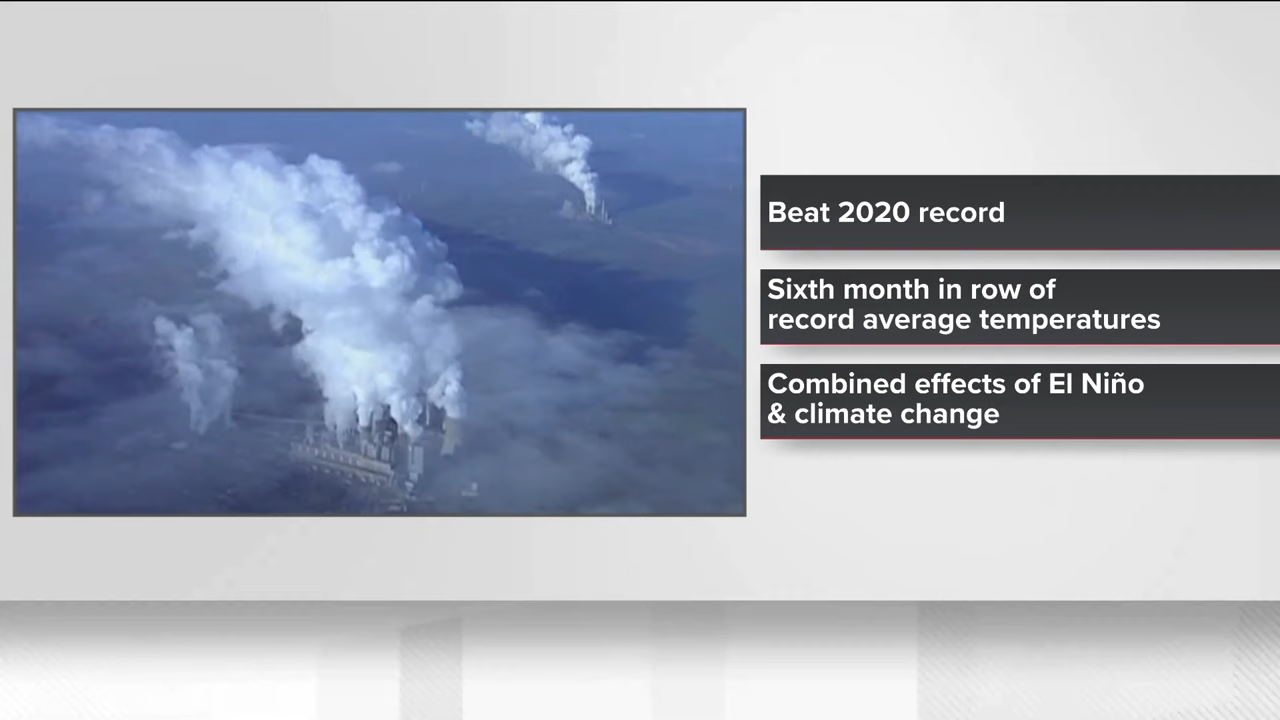 Beat 2020 record
Sixth month in row of
record average temperatures
Combined effects of El Niño
& climate change